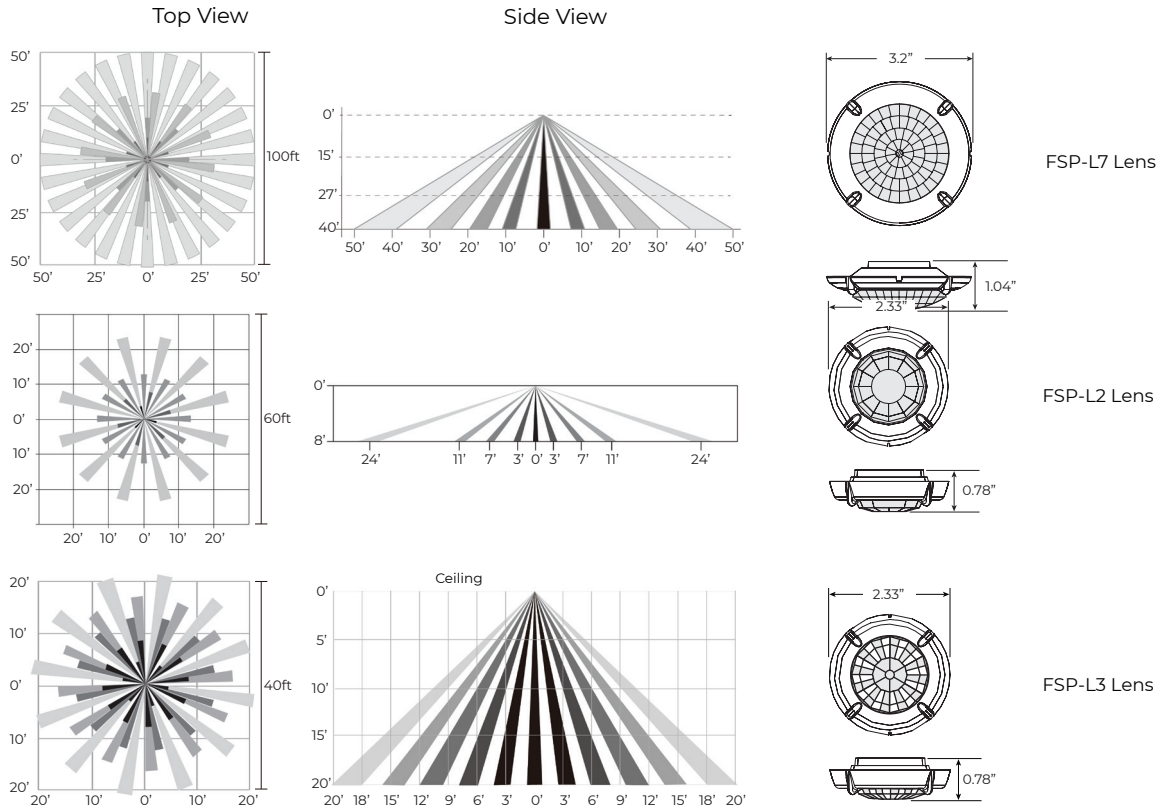 Top View
Side View
50’
25’
0’
25’
50’
50’ 25’ 0’ 25’ 50’
100ft
0’
15’
27’
40’
50’ 40’ 30’ 20’ 10’ 0’ 10’ 20’ 30’ 40’ 50’
3.2”
1.04”
FSP-L7 Lens
20’
10’
0’
10’
20’
20’ 10’ 0’ 10’ 20’
60ft
0’
8’
24’ 11’ 7’ 3’ 0’ 3’ 7’ 11’ 24’
2.33”
0.78”
FSP-L2 Lens
20’
10’
0’
10’
20’
20’ 10’ 0’ 10’ 20’
40ft
Ceiling
0’
5’
10’
15’
20’
20’ 18’ 15’ 12’ 9’ 6’ 3’ 0’ 3’ 6’ 9’ 12’ 15’ 18’ 20’
2.33”
0.78”
FSP-L3 Lens